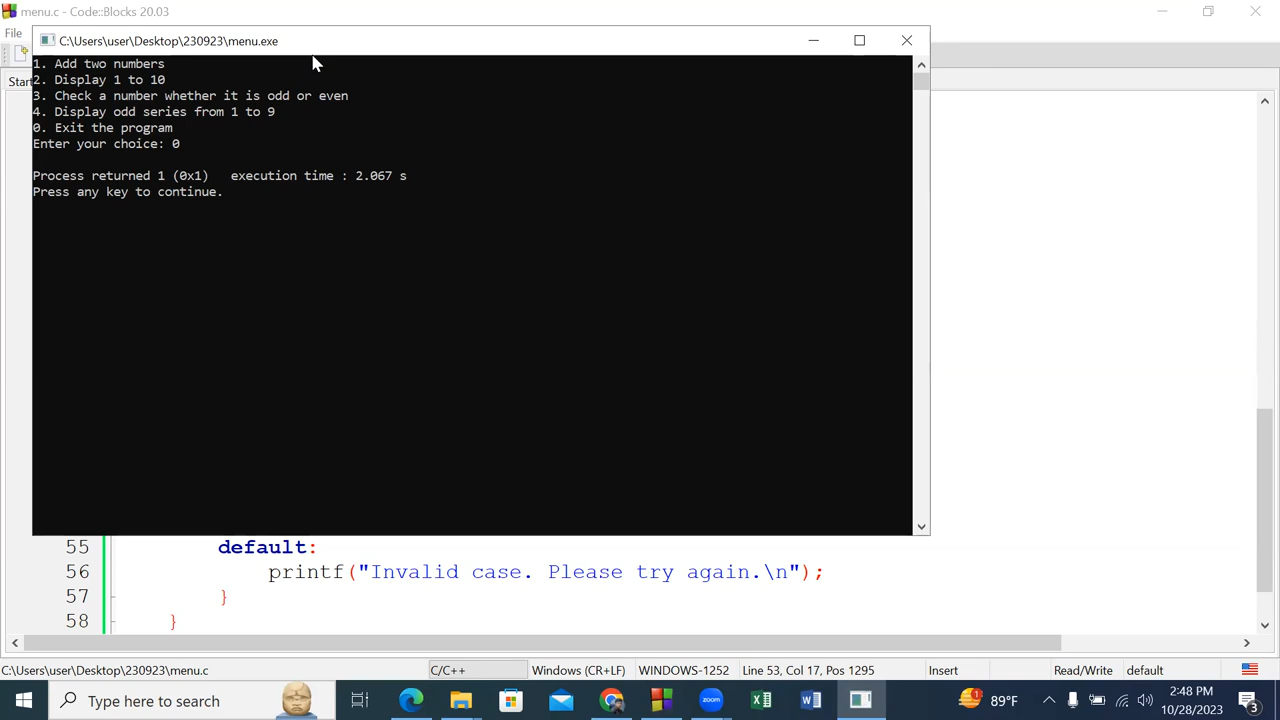 menu.c - Code::Blocks 20.03
File
C:\Users\user\Desktop\230923\menu.exe
Start
1. Add two numbers
2. Display 1 to 10
3. Check a number whether it is odd or even
4. Display odd series from 1 to 9
0. Exit the program
Enter your choice: 0
Process returned 1 (0x1)   execution time : 2.067 s
Press any key to continue.
55 default:
56 printf("Invalid case. Please try again.\n");
57 }
58 }
C:\Users\user\Desktop\230923\menu.c C/C++ Windows (CR+LF) WINDOWS-1252 Line 53, Col 17, Pos 1295 Insert Read/Write default
Type here to search 1 zoom 89°F 2:48 PM
10/28/2023 3